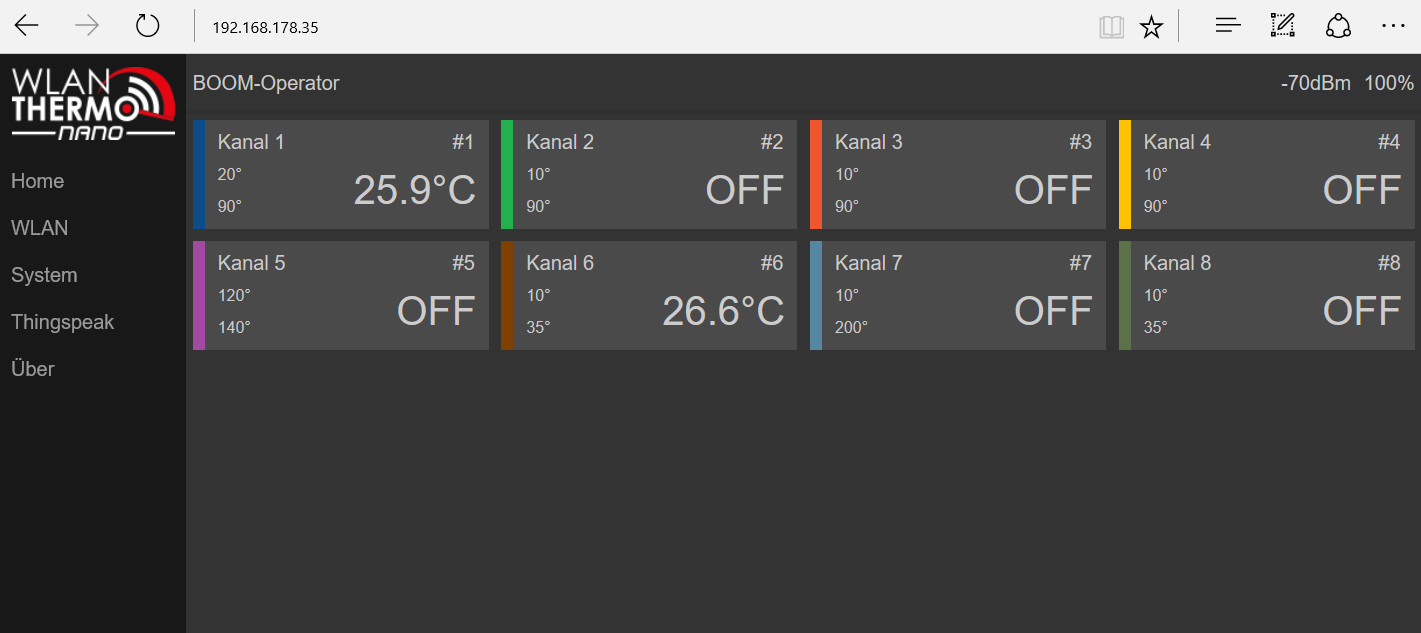 192.168.178.35
WLAN
THERMO
NANO
BOOM-Operator -70dBm 100%
Home
WLAN
System
Thingspeak
Über
Kanal 1 #1
20°
25.9°C
90°
Kanal 2 #2
10°
OFF
90°
Kanal 3 #3
10°
OFF
90°
Kanal 4 #4
10°
OFF
90°
Kanal 5 #5
120°
OFF
140°
Kanal 6 #6
10°
26.6°C
35°
Kanal 7 #7
10°
OFF
200°
Kanal 8 #8
10°
OFF
35°